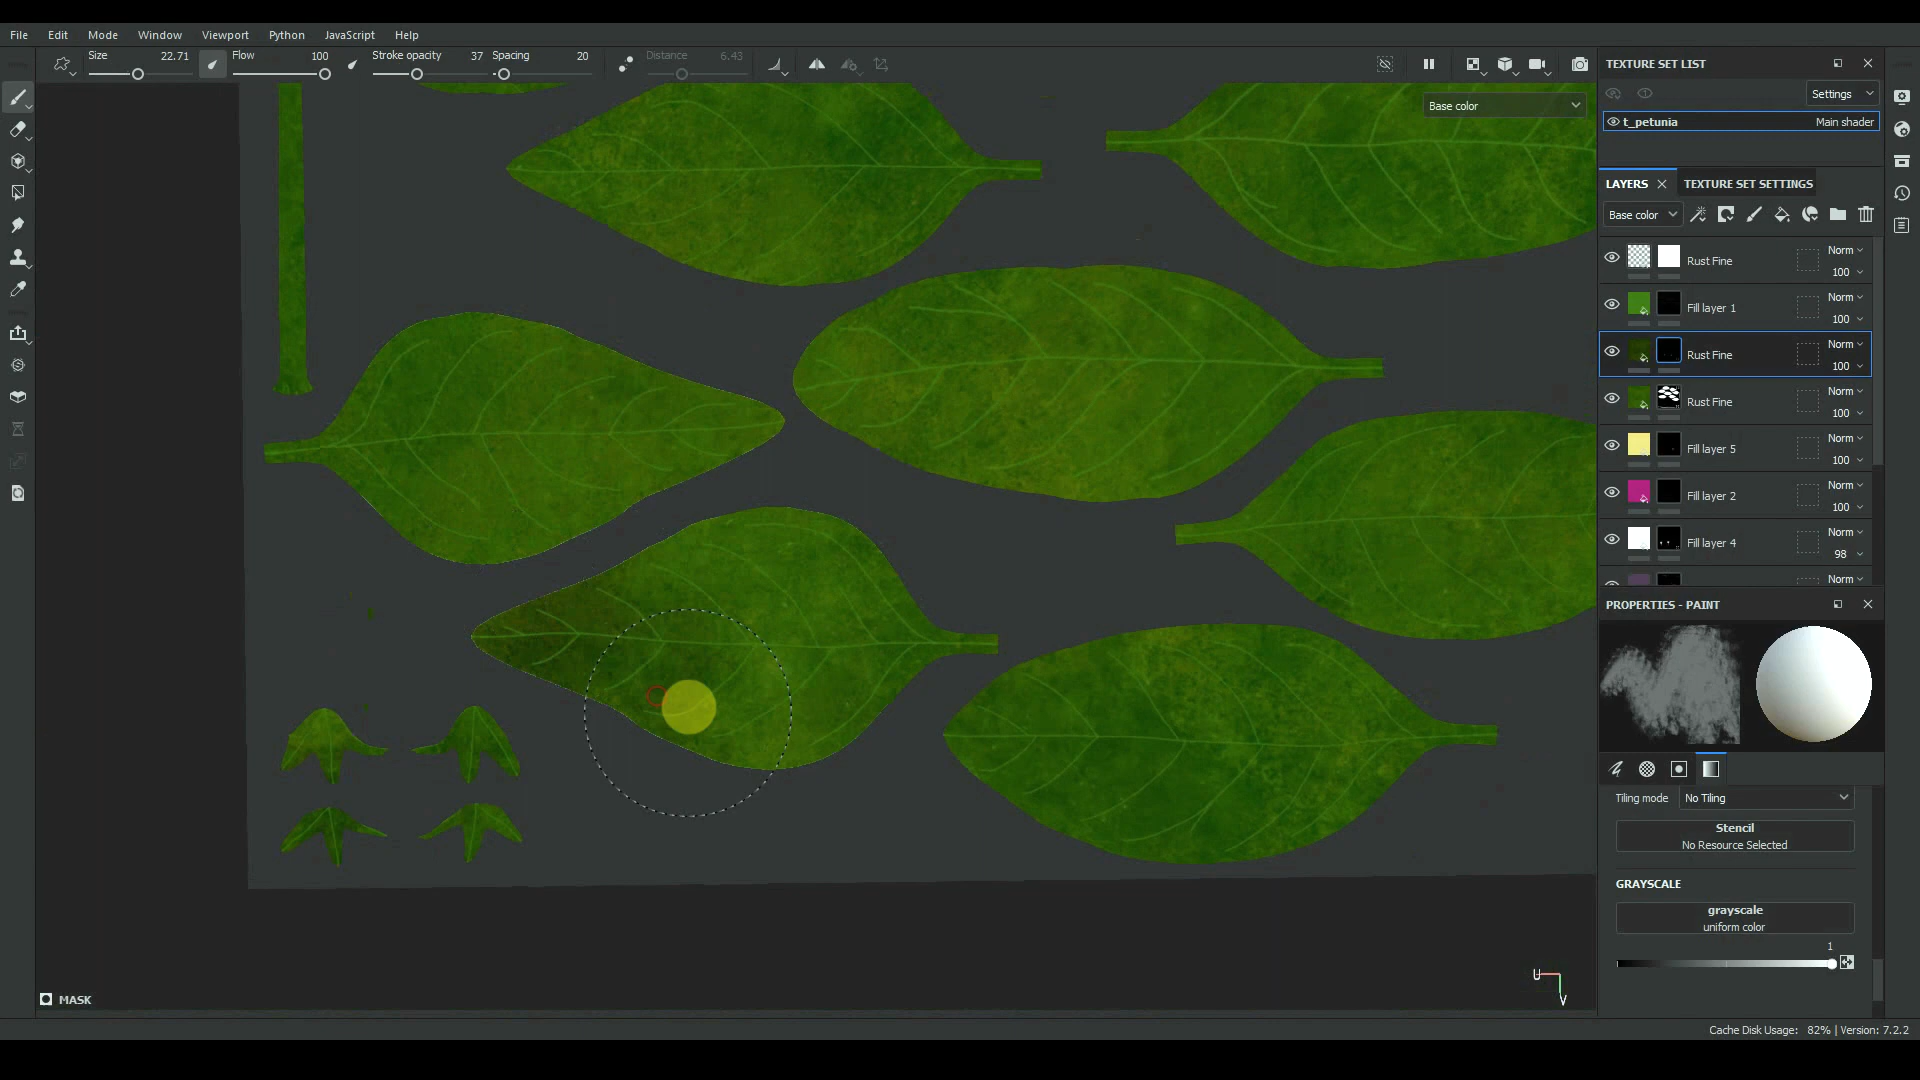 File Edit Mode Window Viewport Python JavaScript Help
Size 22.71 Flow 100 Stroke opacity 37 Spacing 20 Distance 6.43
Base color
TEXTURE SET LIST
Settings
t_petunia Main shader
LAYERS TEXTURE SET SETTINGS
Base color
Rust Fine Norm 100
Fill layer 1 Norm 100
Rust Fine Norm 100
Rust Fine Norm 100
Fill layer 5 Norm 100
Fill layer 2 Norm 100
Fill layer 4 Norm 98
Norm
PROPERTIES - PAINT
Tiling mode No Tiling
Stencil
No Resource Selected
GRAYSCALE
grayscale
uniform color
1
U
V
MASK
Cache Disk Usage: 82% | Version: 7.2.2